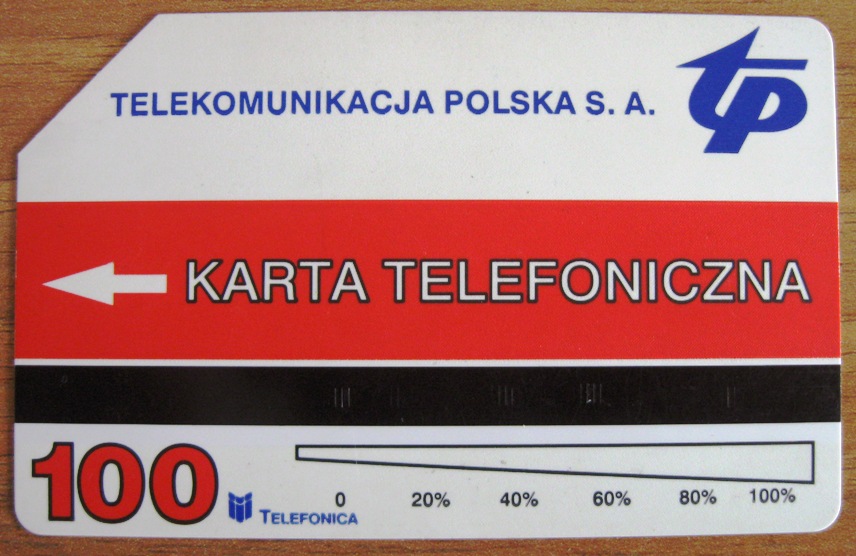 TELEKOMUNIKACJA POLSKA S. A.
TP
KARTA TELEFONICZNA
100
TELEFONICA
0 20% 40% 60% 80% 100%